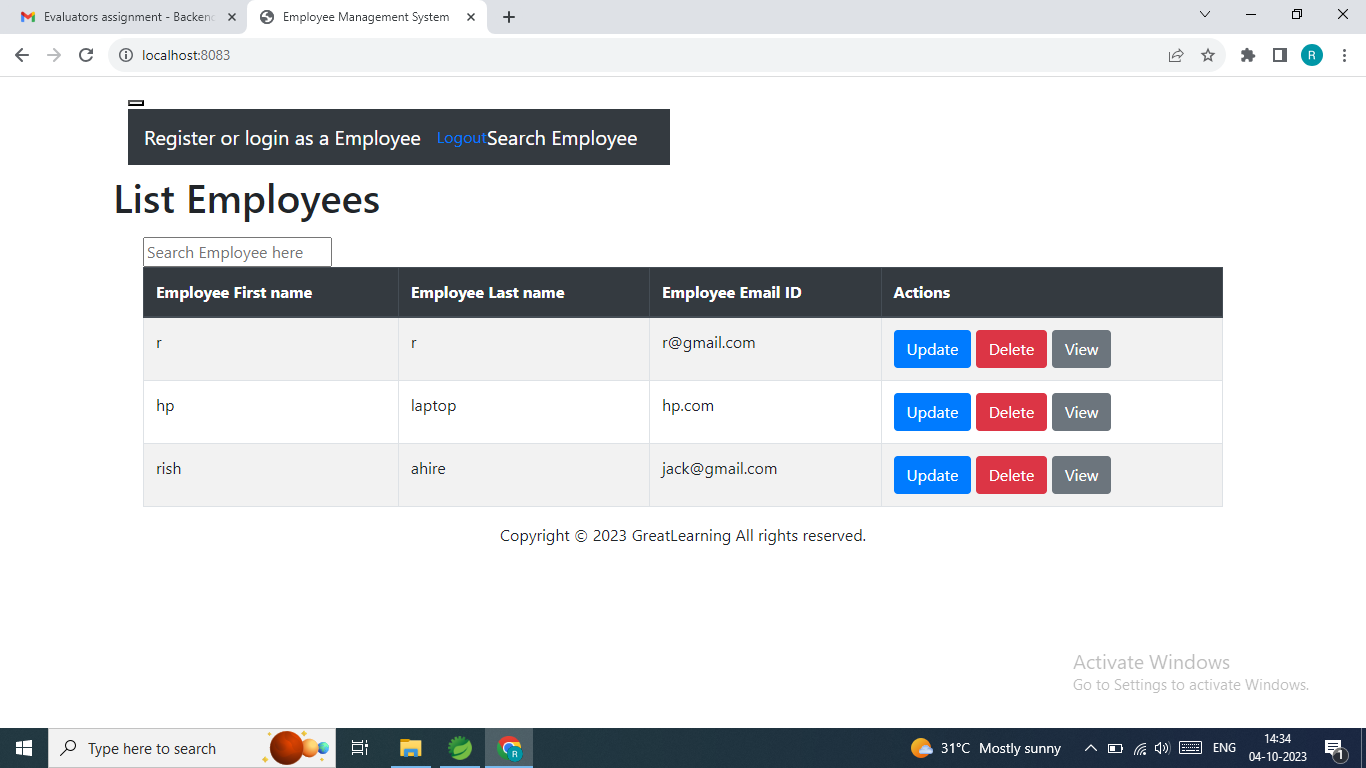 Evaluators assignment - Backen
Employee Management System
localhost:8083
R
Register or login as a Employee Logout Search Employee
List Employees
Search Employee here
Employee First name Employee Last name Employee Email ID Actions
r r r@gmail.com Update Delete View
hp laptop hp.com Update Delete View
rish ahire jack@gmail.com Update Delete View
Copyright © 2023 GreatLearning All rights reserved.
Activate Windows
Go to Settings to activate Windows.
Type here to search
R
31°C Mostly sunny
ENG
14:34
04-10-2023
1